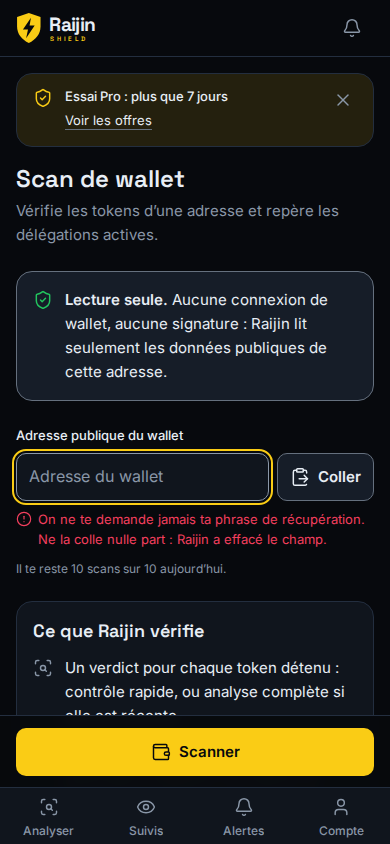 Raijin
SHIELD
Essai Pro : plus que 7 jours
Voir les offres
Scan de wallet
Vérifie les tokens d’une adresse et repère les
délégations actives.
Lecture seule. Aucune connexion de
wallet, aucune signature : Raijin lit
seulement les données publiques de
cette adresse.
Adresse publique du wallet
Adresse du wallet
Coller
On ne te demande jamais ta phrase de récupération.
Ne la colle nulle part : Raijin a effacé le champ.
Il te reste 10 scans sur 10 aujourd’hui.
Ce que Raijin vérifie
Un verdict pour chaque token détenu :
contrôle rapide, ou analyse complète si
elle est récente.
Scanner
Analyser
Suivis
Alertes
Compte